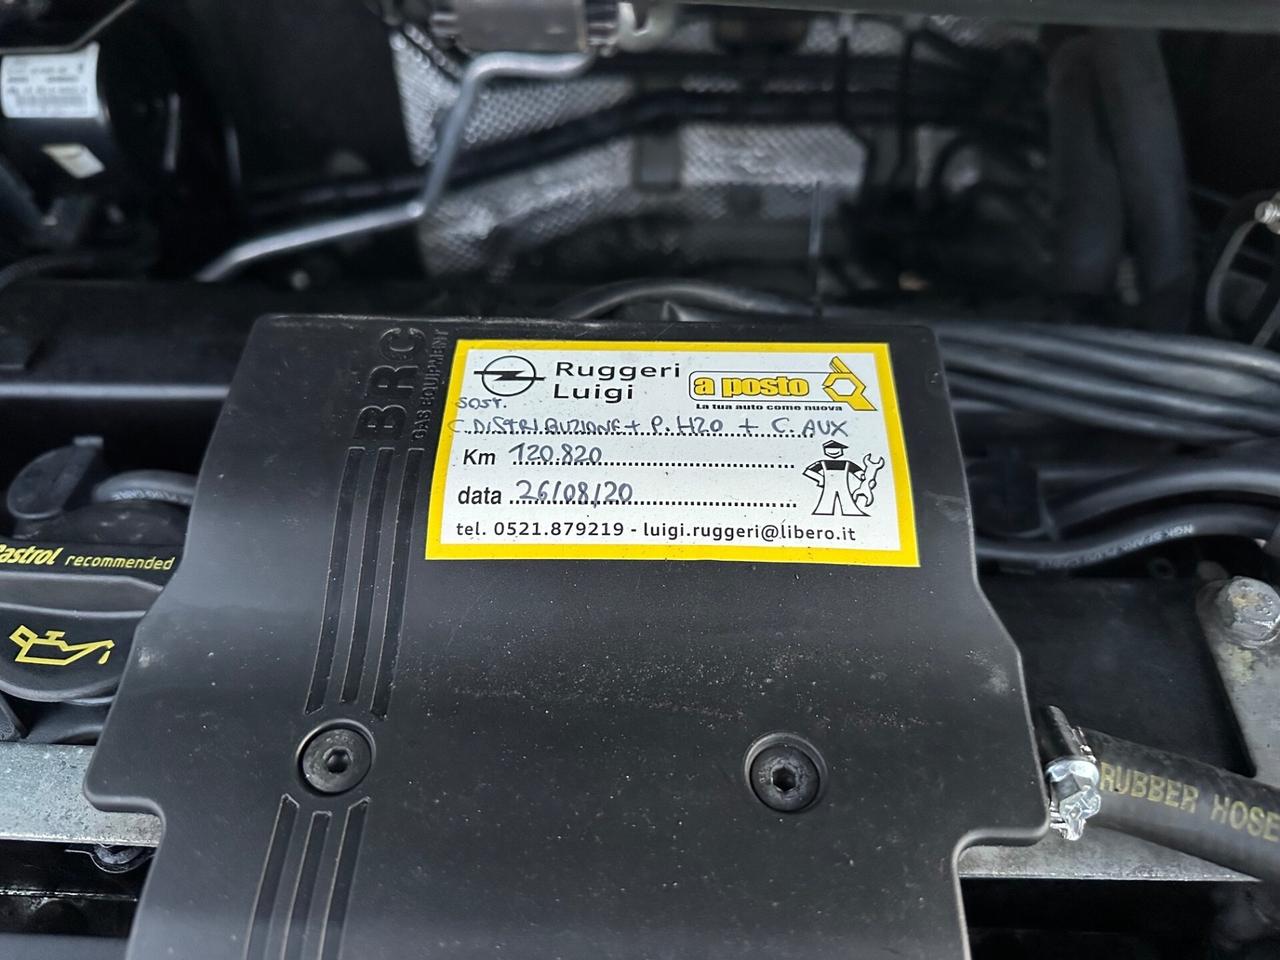 BRC
GAS EQUIPMENT
Ruggeri
Luigi
a posto
La tua auto come nuova
SOST.
C. DISTRIBUZIONE + P. H2O + C. AUX
Km 120.820
data 26/08/20
tel. 0521.879219 - luigi.ruggeri@libero.it
Castrol recommended
RUBBER HOSE